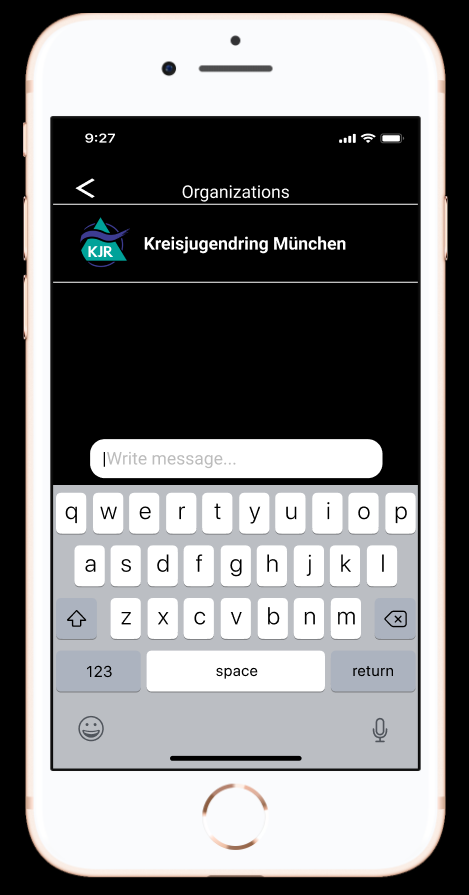 9:27
Organizations
KJR
Kreisjugendring München
Write message...
q w e r t y u i o p
a s d f g h j k l
z x c v b n m
123 space return